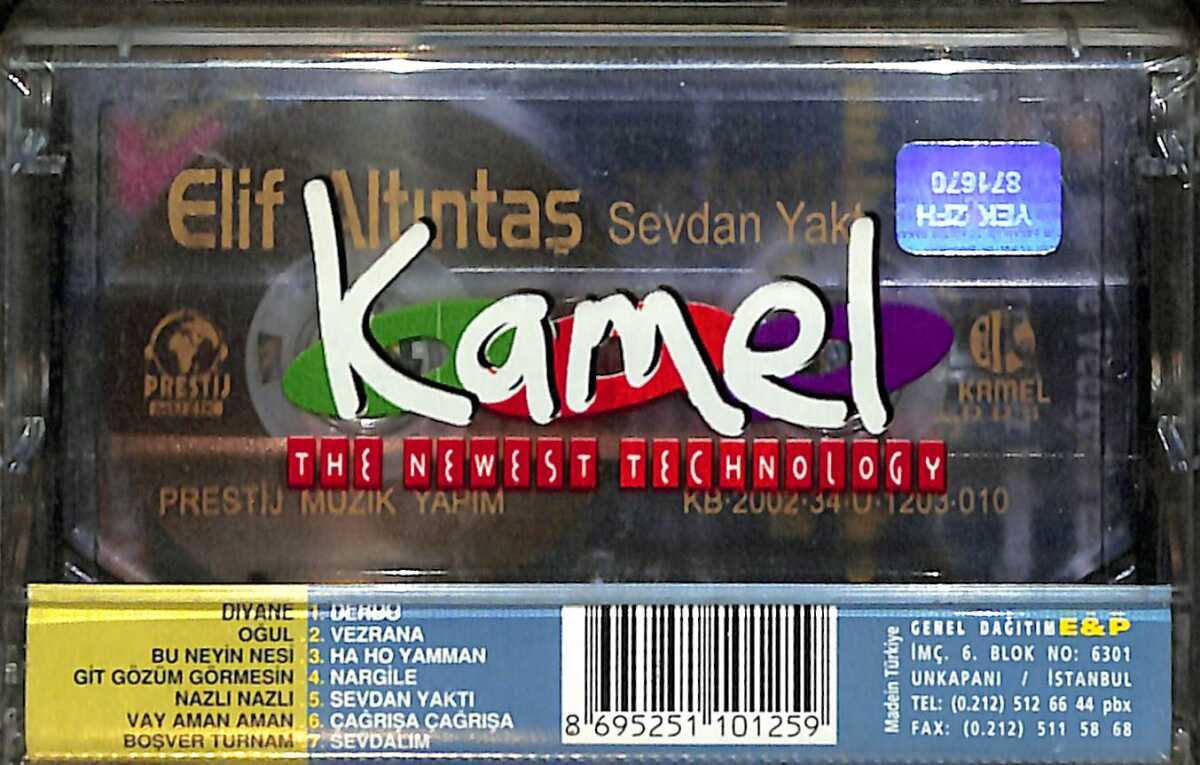 Elif Altıntaş Sevdan Yaktı
YEK ZFH
871670
Kamel
THE NEWEST TECHNOLOGY
PRESTİJ
KAMEL
PRESTİJ MÜZİK YAPIM KB·2002·34·Ü·1203·010
DİYANE 1.
OĞUL 2. VEZRANA
BU NEYİN NESİ 3. HA HO YAMMAN
GİT GÖZÜM GÖRMESİN 4. NARGİLE
NAZLI NAZLI 5. SEVDAN YAKTI
VAY AMAN AMAN 6. ÇAĞRIŞA ÇAĞRIŞA
BOŞVER TURNAM 7. SEVDALIM
8 695251 101259
Madein Türkiye
GENEL DAĞITIM E&P
İMÇ. 6. BLOK NO: 6301
UNKAPANI / İSTANBUL
TEL: (0.212) 512 66 44 pbx
FAX: (0.212) 511 58 68